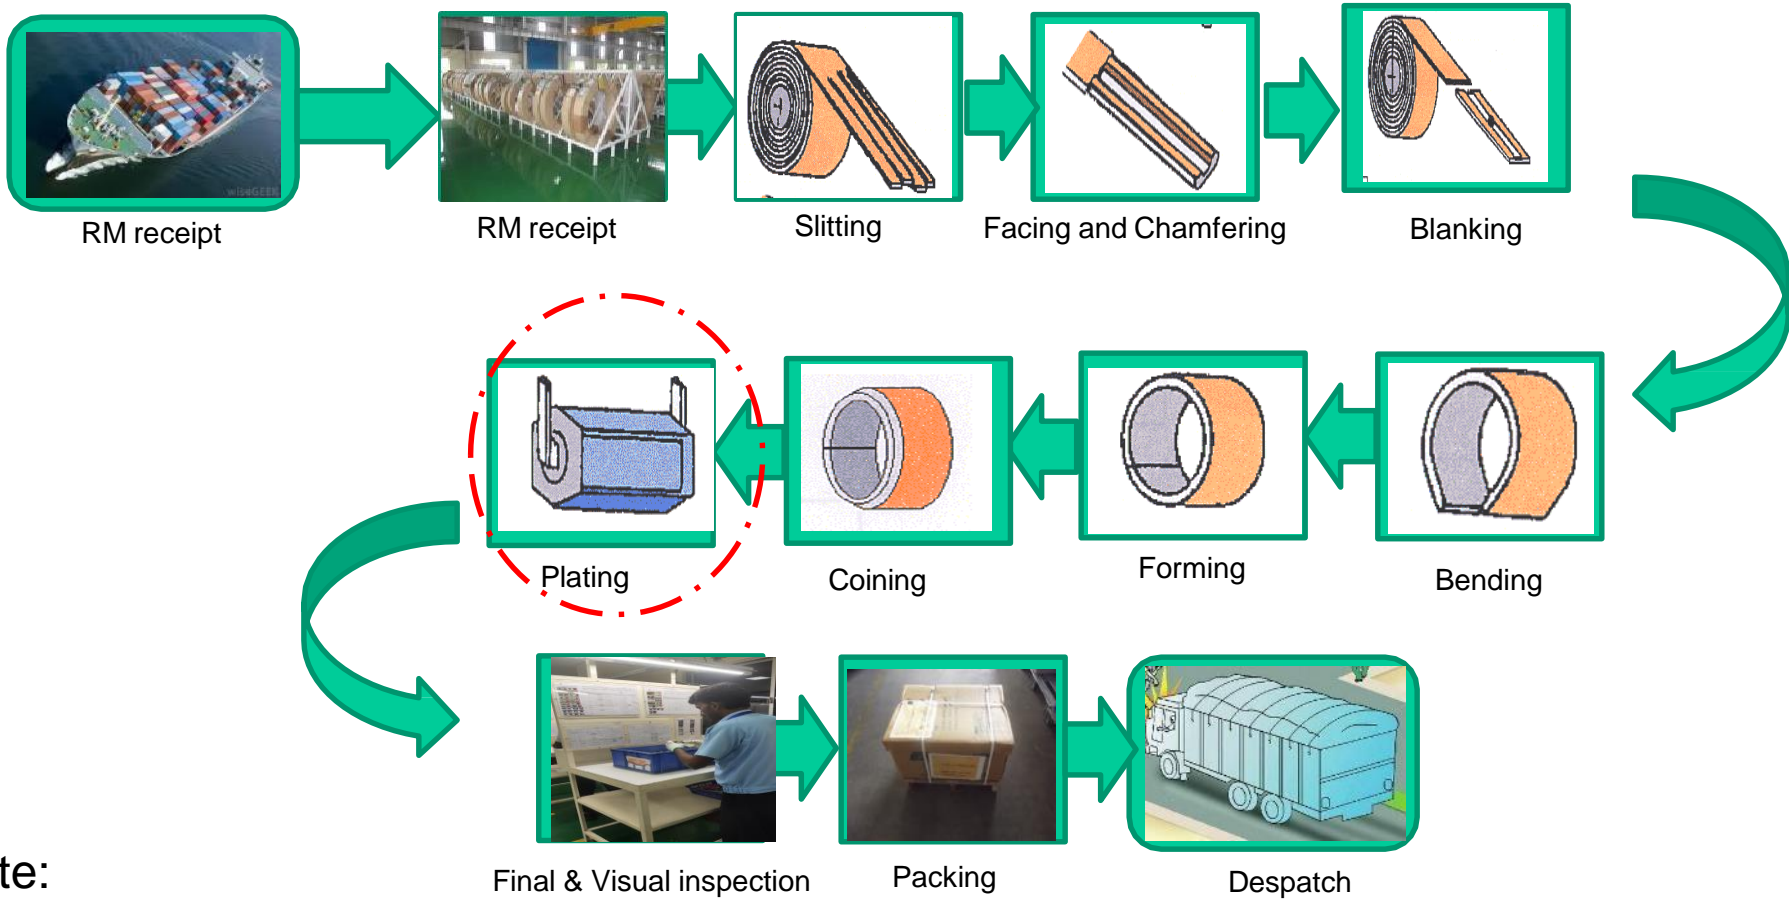 wiseGEEK
RM receipt
RM receipt
Slitting
Facing and Chamfering
Blanking
Plating
Coining
Forming
Bending
Final & Visual inspection
Packing
Despatch
te: